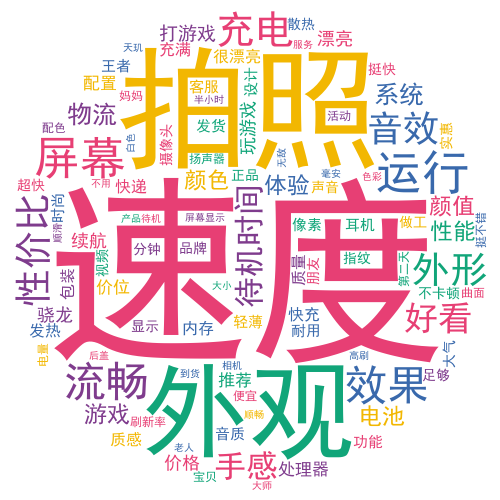 打游戏
充电
散热
天玑
充满
很漂亮
漂亮
服务
王者
拍照
挺快
配置
客服
设计
系统
半小时
妈妈
物流
发货
玩游戏
活动
音效
实惠
配色
白色
摄像头
屏幕
扬声器
无敌
运行
超快
不用
快递
颜色
正品
体验
毫安
声音
色彩
颜值
性价比
时尚
顺滑
产品
待机
屏幕显示
待机时间
像素
耳机
做工
性能
挺不错
续航
速度
分钟
品牌
质量
朋友
指纹
第二天
外形
包装
视频
价位
大小
不卡顿
曲面
骁龙
发热
显示
内存
轻薄
快充
耐用
好看
大气
电量
后盖
流畅
外观
到货
相机
推荐
高刷
效果
足够
游戏
刷新率
便宜
顺畅
电池
质感
音质
功能
老人
价格
宝贝
手感
大师
处理器